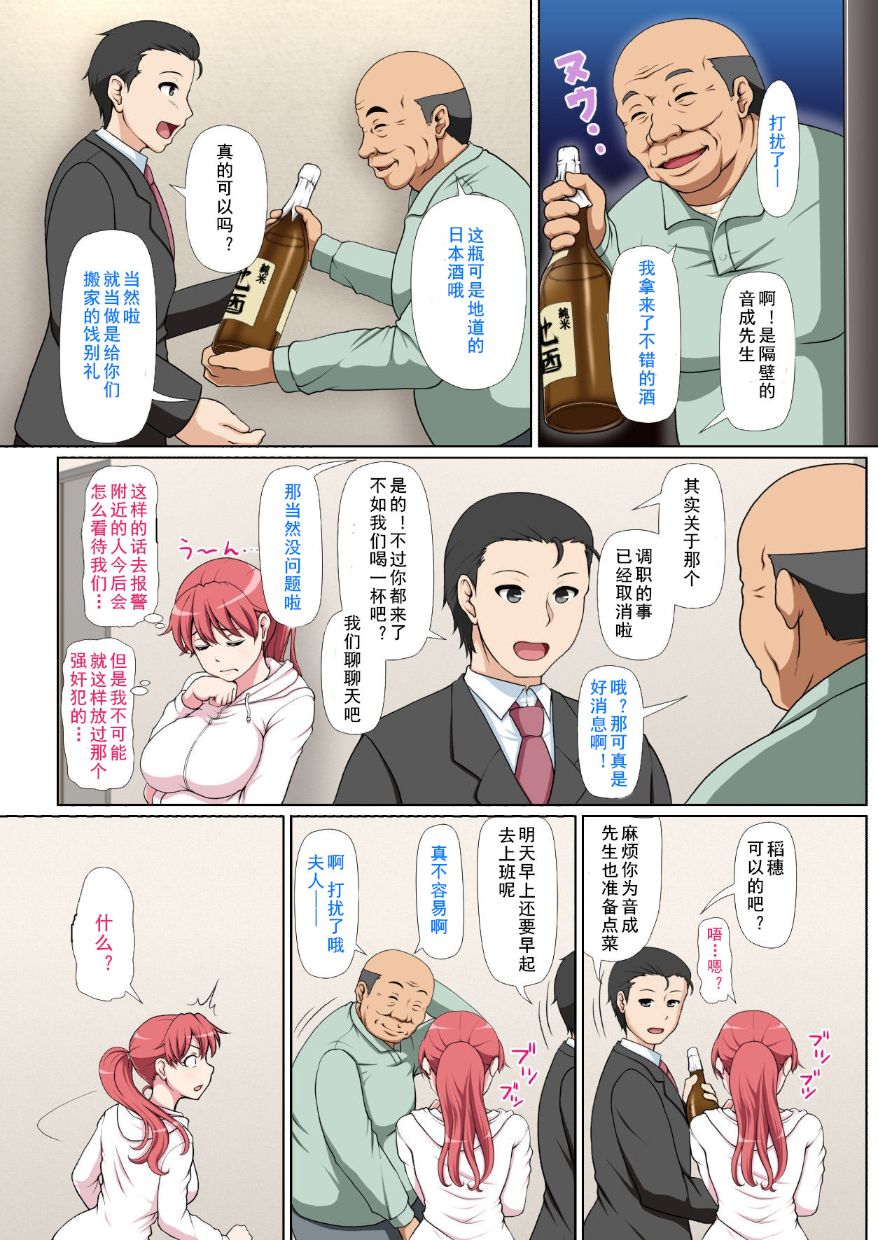 打扰了―
ヌウ・・
啊！是隔壁的
音成先生
我拿来了不错的酒
純米
地酒
这瓶可是地道的
日本酒哦
真的可以吗？
純米
地酒
当然啦
就当做是给你们
搬家的饯别礼
其实关于那个
调职的事
已经取消啦
哦？那可真是
好消息啊！
是的！不过你都来了
不如我们喝一杯吧？
我们聊聊天吧
那当然没问题啦
う～ん…
这样的话去报警
附近的人今后会
怎么看待我们…
但是我不可能
就这样放过那个
强奸犯的…
稻穗
可以的吧？
唔…嗯？
麻烦你为音成
先生也准备点菜
ブツ
ブツ
明天早上还要早起
去上班呢
真不容易啊
啊 打扰了哦
夫人――
ブツ
ブツ
什么？